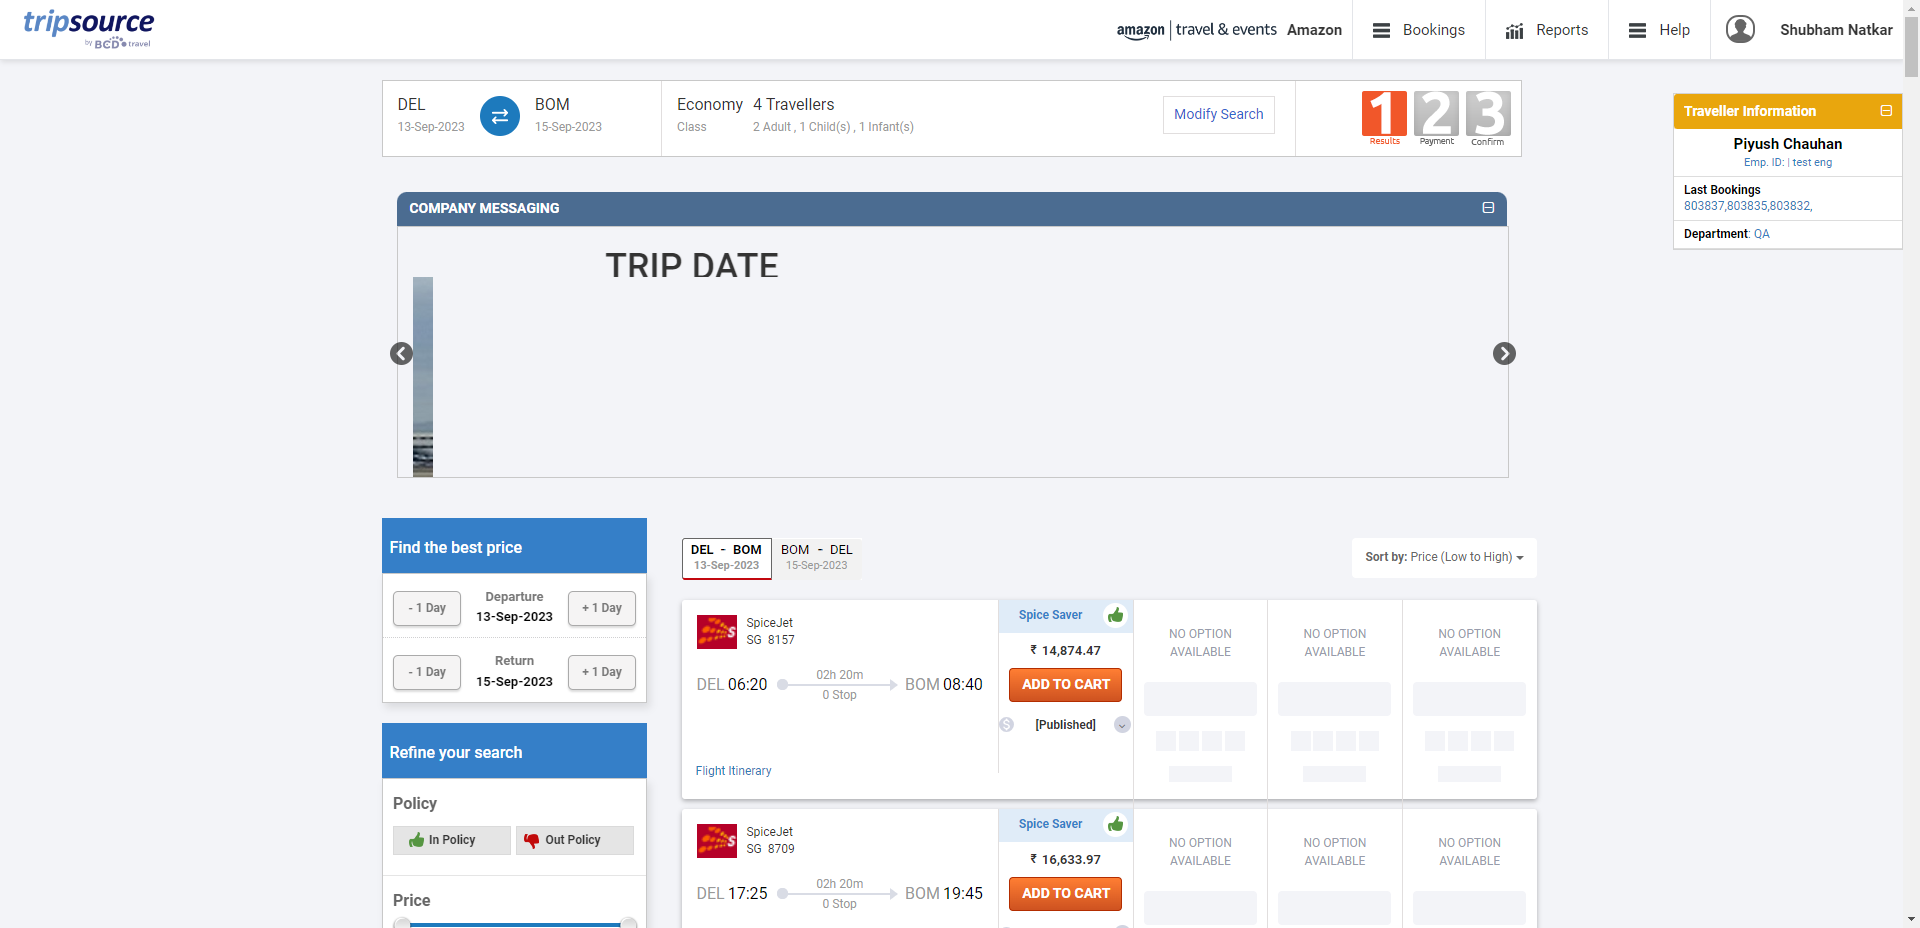 tripsource
by BCD travel
amazon | travel & events Amazon
Bookings
Reports
Help
Shubham Natkar
DEL
13-Sep-2023
BOM
15-Sep-2023
Economy 4 Travellers
Class 2 Adult , 1 Child(s) , 1 Infant(s)
Modify Search
1 2 3
Results Payment Confirm
Traveller Information
Piyush Chauhan
Emp. ID: | test eng
Last Bookings
803837,803835,803832,
Department: QA
COMPANY MESSAGING
TRIP DATE
Find the best price
- 1 Day
Departure
13-Sep-2023
+ 1 Day
- 1 Day
Return
15-Sep-2023
+ 1 Day
Refine your search
Policy
In Policy
Out Policy
Price
DEL - BOM
13-Sep-2023
BOM - DEL
15-Sep-2023
Sort by: Price (Low to High)
SpiceJet
SG 8157
DEL 06:20
02h 20m
0 Stop
BOM 08:40
Flight Itinerary
Spice Saver
₹ 14,874.47
ADD TO CART
S
[Published]
NO OPTION
AVAILABLE
NO OPTION
AVAILABLE
NO OPTION
AVAILABLE
SpiceJet
SG 8709
DEL 17:25
02h 20m
0 Stop
BOM 19:45
Spice Saver
₹ 16,633.97
ADD TO CART
NO OPTION
AVAILABLE
NO OPTION
AVAILABLE
NO OPTION
AVAILABLE